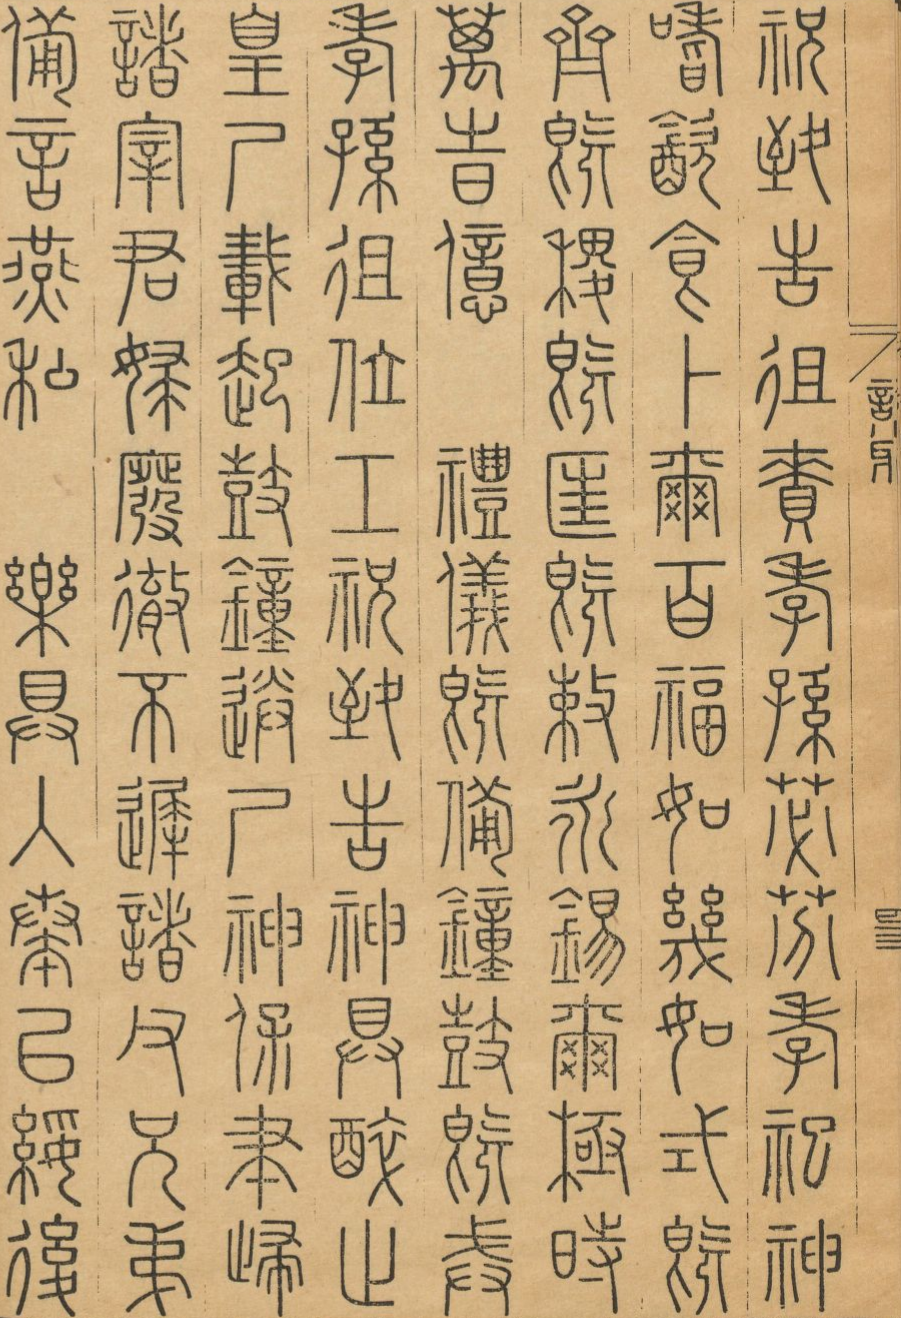 祝致告徂賚孝孫苾芬孝祀神
嗜飲食卜爾百福如幾如式既
齊既稷既匡既敕永錫爾極時
萬旹億　禮儀既備鐘鼓既戒
孝孫徂位工祝致告神具醉止
皇尸載起鼓鐘送尸神保聿歸
諸宰君婦廢徹不遲諸父兄弟
備言燕私　樂具入奏以綏後